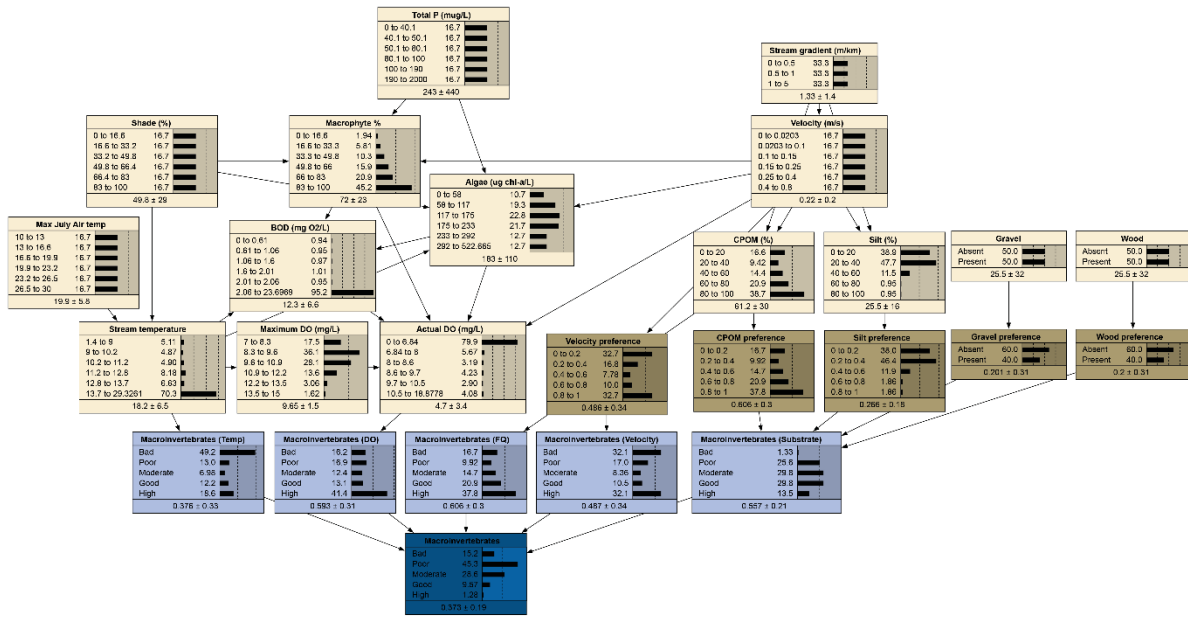 Total P (mug/L)
0 to 40.1 16.7
40.1 to 50.1 16.7
50.1 to 80.1 16.7
80.1 to 100 16.7
100 to 190 16.7
190 to 2000 16.7
243 ± 440
Stream gradient (m/km)
0 to 0.5 33.3
0.5 to 1 33.3
1 to 5 33.3
1.33 ± 1.4
Shade (%)
0 to 16.6 16.7
16.6 to 33.2 16.7
33.2 to 49.8 16.7
49.8 to 66.4 16.7
66.4 to 83 16.7
83 to 100 16.7
49.8 ± 29
Macrophyte %
0 to 16.6 1.94
16.6 to 33.3 5.81
33.3 to 49.8 10.3
49.8 to 66 15.9
66 to 83 20.9
83 to 100 45.2
72 ± 23
Velocity (m/s)
0 to 0.0203 16.7
0.0203 to 0.1 16.7
0.1 to 0.15 16.7
0.15 to 0.25 16.7
0.25 to 0.4 16.7
0.4 to 0.8 16.7
0.22 ± 0.2
Algae (ug chl-a/L)
0 to 58 10.7
58 to 117 19.3
117 to 175 22.8
175 to 233 21.7
233 to 292 12.7
292 to 522.665 12.7
183 ± 110
Max July Air temp
10 to 13 16.7
13 to 16.6 16.7
16.6 to 19.9 16.7
19.9 to 23.2 16.7
23.2 to 26.5 16.7
26.5 to 30 16.7
19.9 ± 5.8
BOD (mg O2/L)
0 to 0.61 0.94
0.61 to 1.06 0.95
1.06 to 1.6 0.97
1.6 to 2.01 1.01
2.01 to 2.06 0.95
2.06 to 23.6969 95.2
12.3 ± 6.6
CPOM (%)
0 to 20 16.6
20 to 40 9.42
40 to 60 14.4
60 to 80 20.9
80 to 100 38.7
61.2 ± 30
Silt (%)
0 to 20 38.9
20 to 40 47.7
40 to 60 11.5
60 to 80 0.95
80 to 100 0.95
25.5 ± 16
Gravel
Absent 50.0
Present 50.0
25.5 ± 32
Wood
Absent 50.0
Present 50.0
25.5 ± 32
Stream temperature
1.4 to 9 5.11
9 to 10.2 4.87
10.2 to 11.2 4.90
11.2 to 12.8 8.18
12.8 to 13.7 6.63
13.7 to 29.3261 70.3
18.2 ± 6.5
Maximum DO (mg/L)
7 to 8.3 17.5
8.3 to 9.6 36.1
9.6 to 10.9 28.1
10.9 to 12.2 13.6
12.2 to 13.5 3.06
13.5 to 15 1.62
9.65 ± 1.5
Actual DO (mg/L)
0 to 6.84 79.9
6.84 to 8 5.67
8 to 8.6 3.19
8.6 to 9.7 4.23
9.7 to 10.5 2.90
10.5 to 18.8778 4.08
4.7 ± 3.4
Velocity preference
0 to 0.2 32.7
0.2 to 0.4 16.8
0.4 to 0.6 7.78
0.6 to 0.8 10.0
0.8 to 1 32.7
0.486 ± 0.34
CPOM preference
0 to 0.2 16.7
0.2 to 0.4 9.92
0.4 to 0.6 14.7
0.6 to 0.8 20.9
0.8 to 1 37.8
0.606 ± 0.3
Silt preference
0 to 0.2 38.0
0.2 to 0.4 46.4
0.4 to 0.6 11.9
0.6 to 0.8 1.86
0.8 to 1 1.86
0.266 ± 0.18
Gravel preference
Absent 60.0
Present 40.0
0.201 ± 0.31
Wood preference
Absent 60.0
Present 40.0
0.2 ± 0.31
Macroinvertebrates (Temp)
Bad 49.2
Poor 13.0
Moderate 6.98
Good 12.2
High 18.6
0.376 ± 0.33
Macroinvertebrates (DO)
Bad 16.2
Poor 16.9
Moderate 12.4
Good 13.1
High 41.4
0.593 ± 0.31
Macroinvertebrates (FQ)
Bad 16.7
Poor 9.92
Moderate 14.7
Good 20.9
High 37.8
0.606 ± 0.3
Macroinvertebrates (Velocity)
Bad 32.1
Poor 17.0
Moderate 8.36
Good 10.5
High 32.1
0.487 ± 0.34
Macroinvertebrates (Substrate)
Bad 1.33
Poor 25.6
Moderate 29.8
Good 29.8
High 13.5
0.557 ± 0.21
Macroinvertebrates
Bad 15.2
Poor 45.3
Moderate 28.6
Good 9.67
High 1.28
0.373 ± 0.19